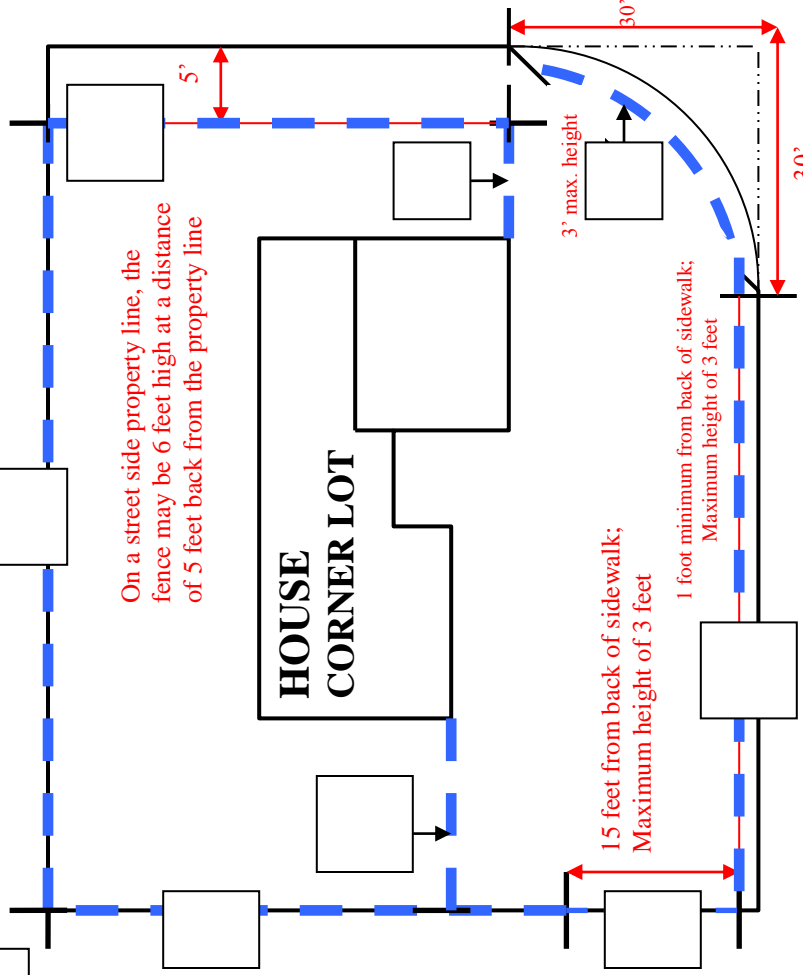 5’
30’
On a street side property line, the
fence may be 6 feet high at a distance
of 5 feet back from the property line
3’ max. height
HOUSE
CORNER LOT
1 foot minimum from back of sidewalk;
Maximum height of 3 feet
15 feet from back of sidewalk;
Maximum height of 3 feet
30’